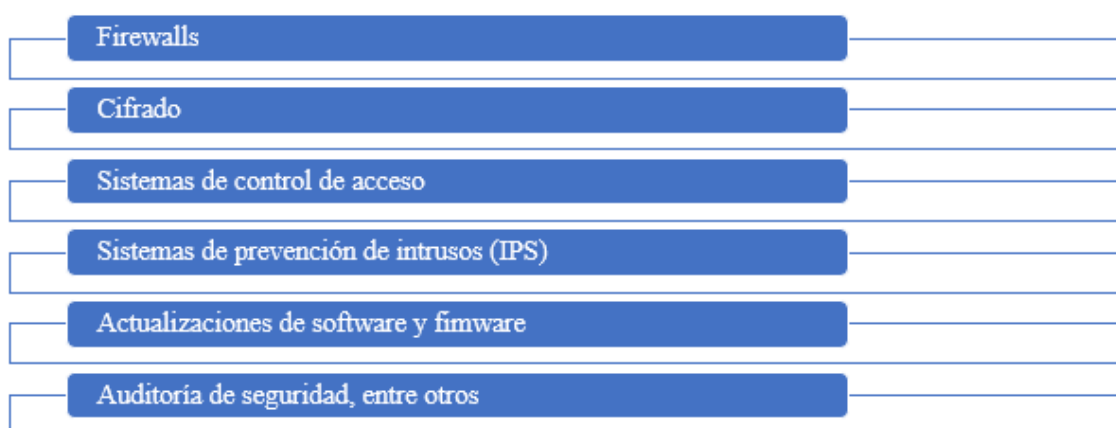 Firewalls
Cifrado
Sistemas de control de acceso
Sistemas de prevención de intrusos (IPS)
Actualizaciones de software y fimware
Auditoría de seguridad, entre otros